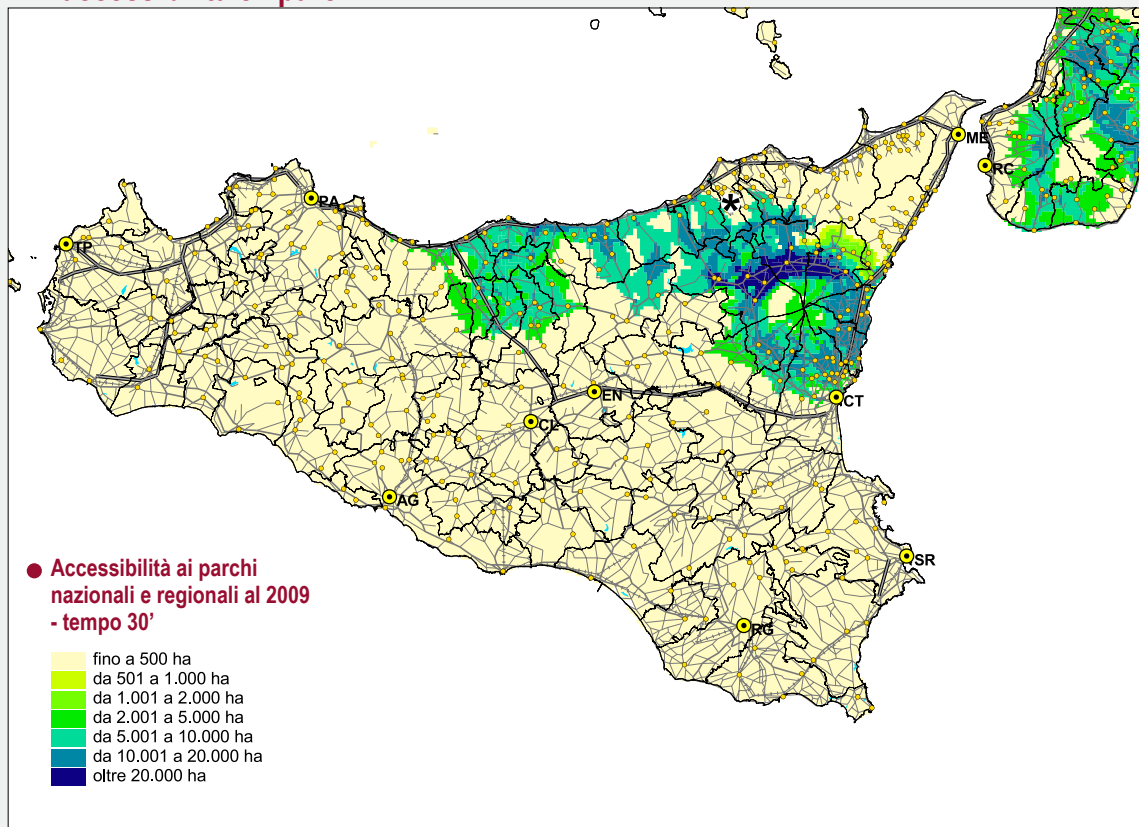 ME
RC
PA
TP
EN
CL
CT
AG
SR
RG
*
Accessibilità ai parchi
nazionali e regionali al 2009
- tempo 30’
fino a 500 ha
da 501 a 1.000 ha
da 1.001 a 2.000 ha
da 2.001 a 5.000 ha
da 5.001 a 10.000 ha
da 10.001 a 20.000 ha
oltre 20.000 ha